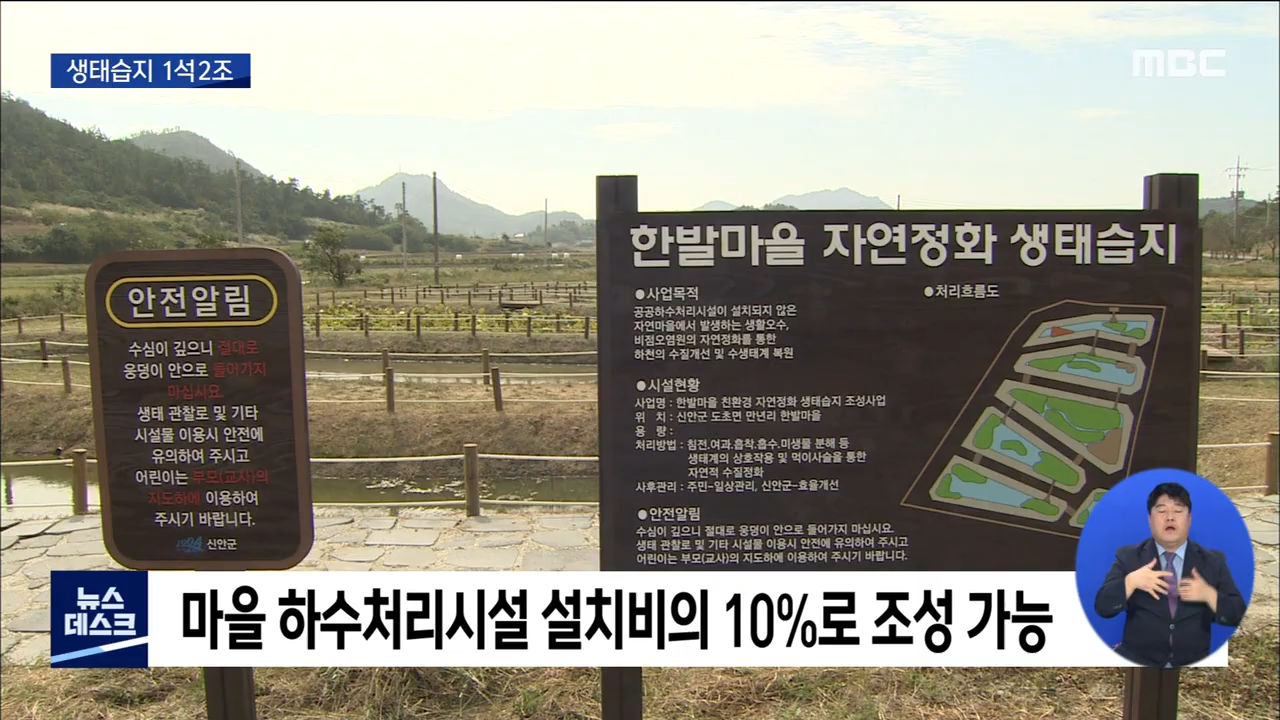 생태습지 1석2조
MBC
안전알림
수심이 깊으니 절대로
웅덩이 안으로 들어가지
마십시요.
생태 관찰로 및 기타
시설물 이용시 안전에
유의하여 주시고
어린이는 부모(교사)의
지도하에 이용하여
주시기 바랍니다.
신안군
한발마을 자연정화 생태습지
●사업목적
공공하수처리시설이 설치되지 않은
자연마을에서 발생하는 생활오수,
비점오염원의 자연정화를 통한
하천의 수질개선 및 수생태계 복원
●처리흐름도
●시설현황
사업명 : 한발마을 친환경 자연정화 생태습지 조성사업
위 치 : 신안군 도초면 만년리 한발마을
용 량 :
처리방법 : 침전,여과,흡착,흡수,미생물 분해 등
생태계의 상호작용 및 먹이사슬을 통한
자연적 수질정화
사후관리 : 주민-일상관리, 신안군-효율개선
●안전알림
수심이 깊으니 절대로 웅덩이 안으로 들어가지 마십시요.
생태 관찰로 및 기타 시설물 이용시 안전에 유의하여 주시고
어린이는 부모(교사)의 지도하에 이용하여 주시기 바랍니다.
뉴스
데스크
마을 하수처리시설 설치비의 10%로 조성 가능